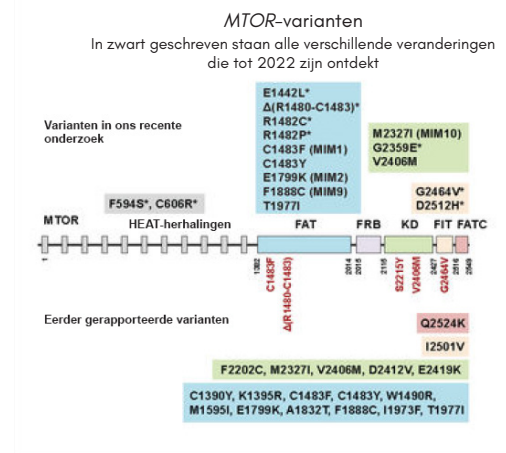 MTOR-varianten
In zwart geschreven staan alle verschillende veranderingen
die tot 2022 zijn ontdekt
Varianten in ons recente
onderzoek
E1442L*
Δ(R1480-C1483)*
R1482C*
R1482P*
C1483F (MIM1)
C1483Y
E1799K (MIM2)
F1888C (MIM9)
T1977I
M2327I (MIM10)
G2359E*
V2406M
G2464V*
D2512H*
F594S*, C606R*
MTOR
HEAT-herhalingen
FAT
FRB
KD
FIT
FATC
1
1382
C1483F
Δ(R1480-C1483)
2014
2015
2115
S2215Y
V2406M
2427
G2464V
2516
2549
Eerder gerapporteerde varianten
Q2524K
I2501V
F2202C, M2327I, V2406M, D2412V, E2419K
C1390Y, K1395R, C1483F, C1483Y, W1490R,
M1595I, E1799K, A1832T, F1888C, I1973F, T1977I